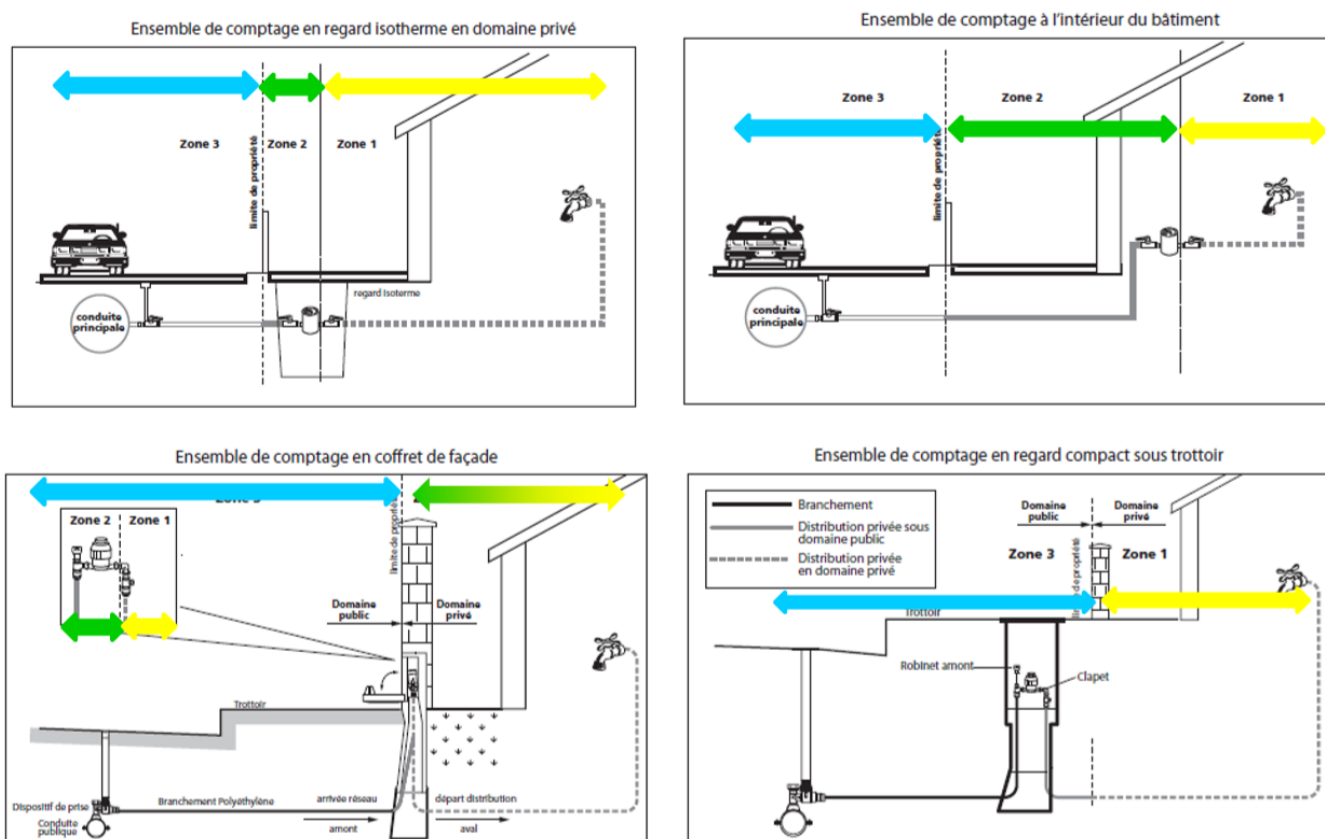 Ensemble de comptage en regard isotherme en domaine privé
Zone 3
Zone 2
Zone 1
limite de propriété
regard Isoterme
conduite
principale
Ensemble de comptage à l'intérieur du bâtiment
Zone 3
Zone 2
Zone 1
limite de propriété
conduite
principale
Ensemble de comptage en coffret de façade
Zone 2
Zone 1
limite de propriété
Domaine
public
Domaine
privé
Trottoir
Dispositif de prise
Conduite
publique
Branchement Polyéthylène
arrivée réseau
départ distribution
amont
aval
Ensemble de comptage en regard compact sous trottoir
Branchement
Distribution privée sous
domaine public
Distribution privée
en domaine privé
Domaine
public
Domaine
privé
Zone 3
Zone 1
Trottoir
Robinet amont
Clapet